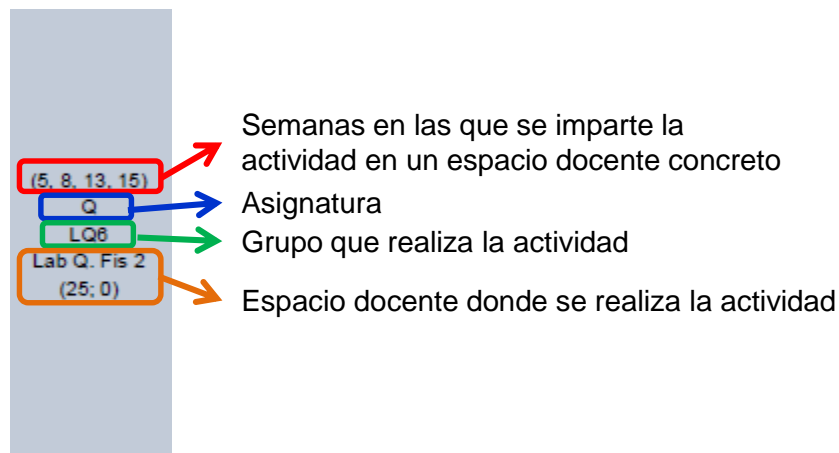 (5, 8, 13, 15)
Q
LQ6
Lab Q. Fis 2
(25; 0)
Semanas en las que se imparte la
actividad en un espacio docente concreto
Asignatura
Grupo que realiza la actividad
Espacio docente donde se realiza la actividad